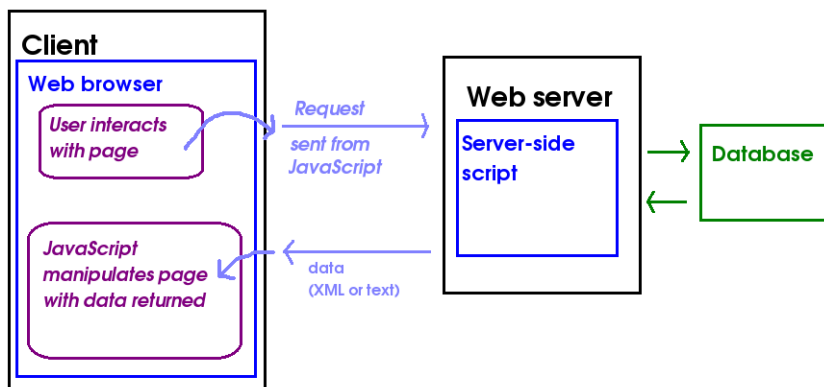 Client
Web browser
User interacts
with page
Request
sent from
JavaScript
Web server
Server-side
script
Database
JavaScript
manipulates page
with data returned
data
(XML or text)